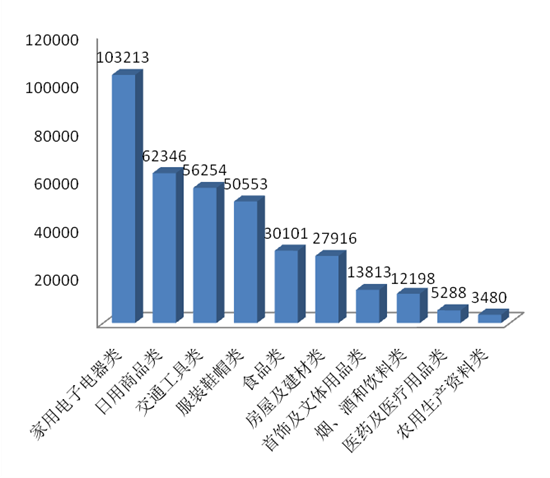 120000
100000
80000
60000
40000
20000
103213
62346
56254
50553
30101
27916
13813
12198
5288
3480
家用电子电器类
日用商品类
交通工具类
服装鞋帽类
食品类
房屋及建材类
首饰及文体用品类
烟、酒和饮料类
医药及医疗用品类
农用生产资料类